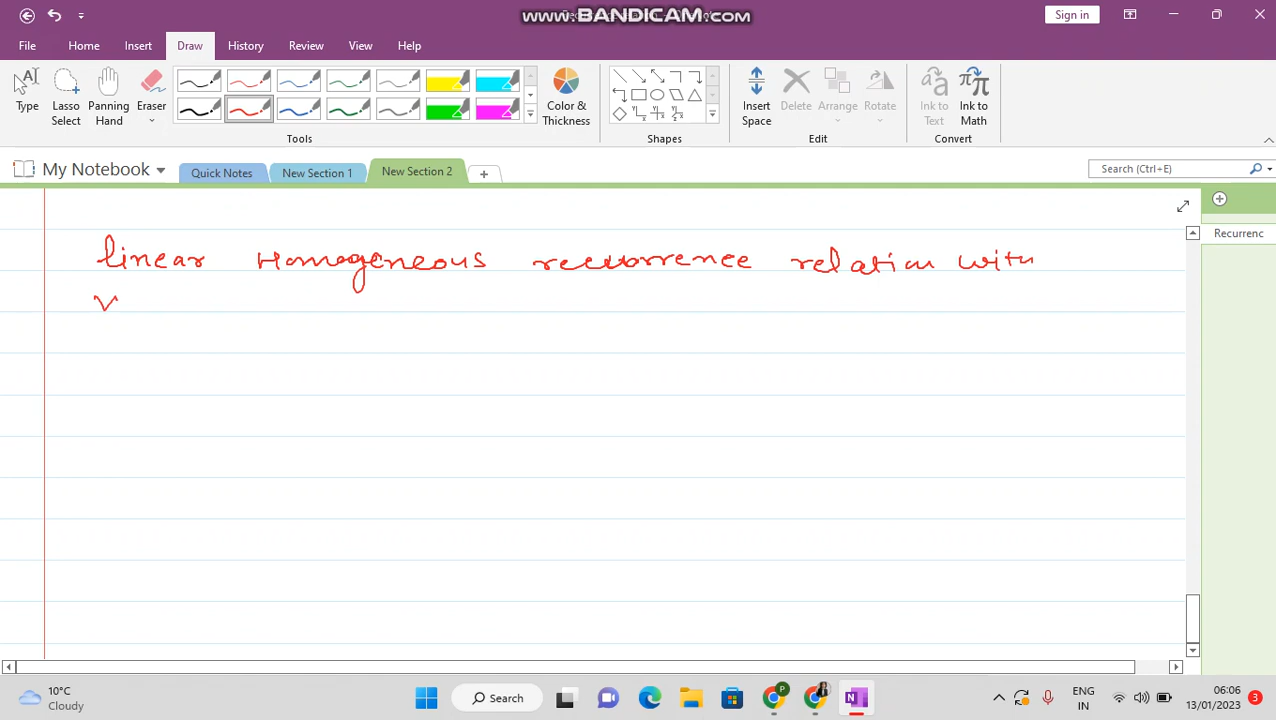 www.BANDICAM.com
Sign in
File Home Insert Draw History Review View Help
Type
Lasso Select
Panning Hand
Eraser
Color & Thickness
Insert Space
Delete
Arrange
Rotate
Ink to Text
Ink to Math
Tools
Shapes
Edit
Convert
My Notebook Quick Notes New Section 1 New Section 2
Search (Ctrl+E)
Recurrenc
linear Homogeneous recurrence relation with
V
10°C
Cloudy
Search
ENG
IN
06:06
13/01/2023
3